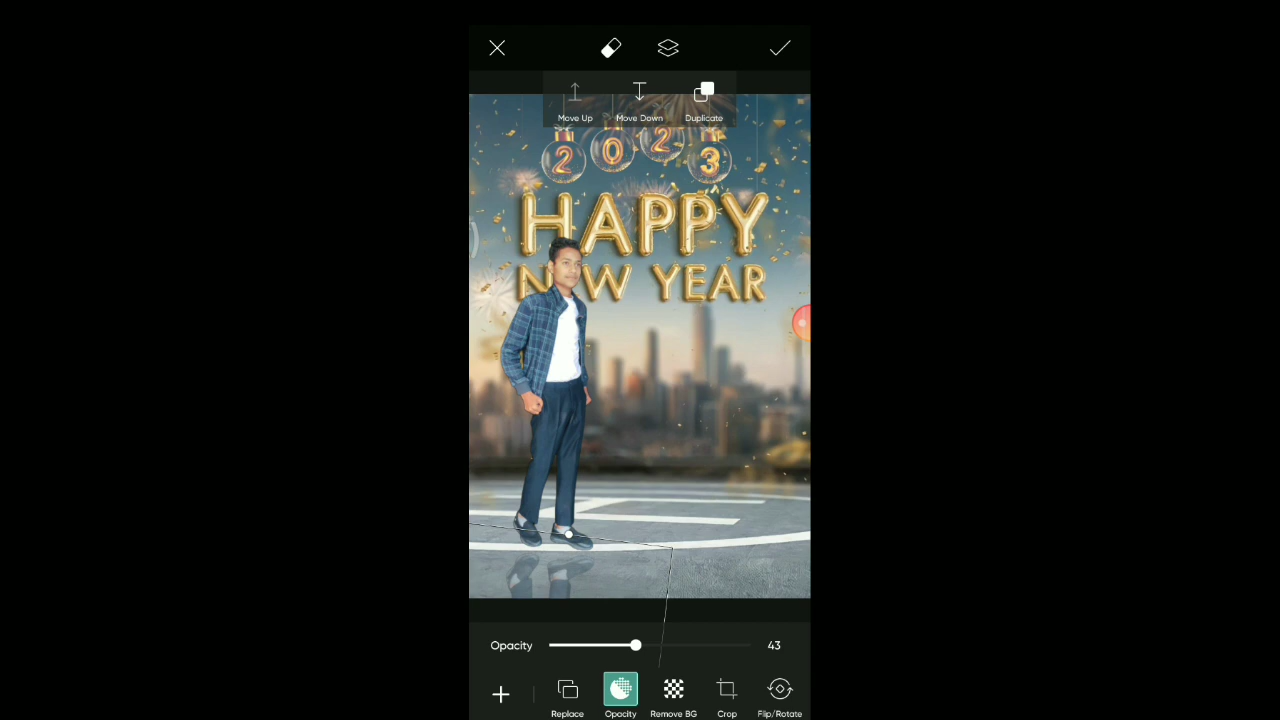 Move Up Move Down Duplicate
2023
HAPPY
NEW YEAR
Opacity 43
Replace Opacity Remove BG Crop Flip/Rotate